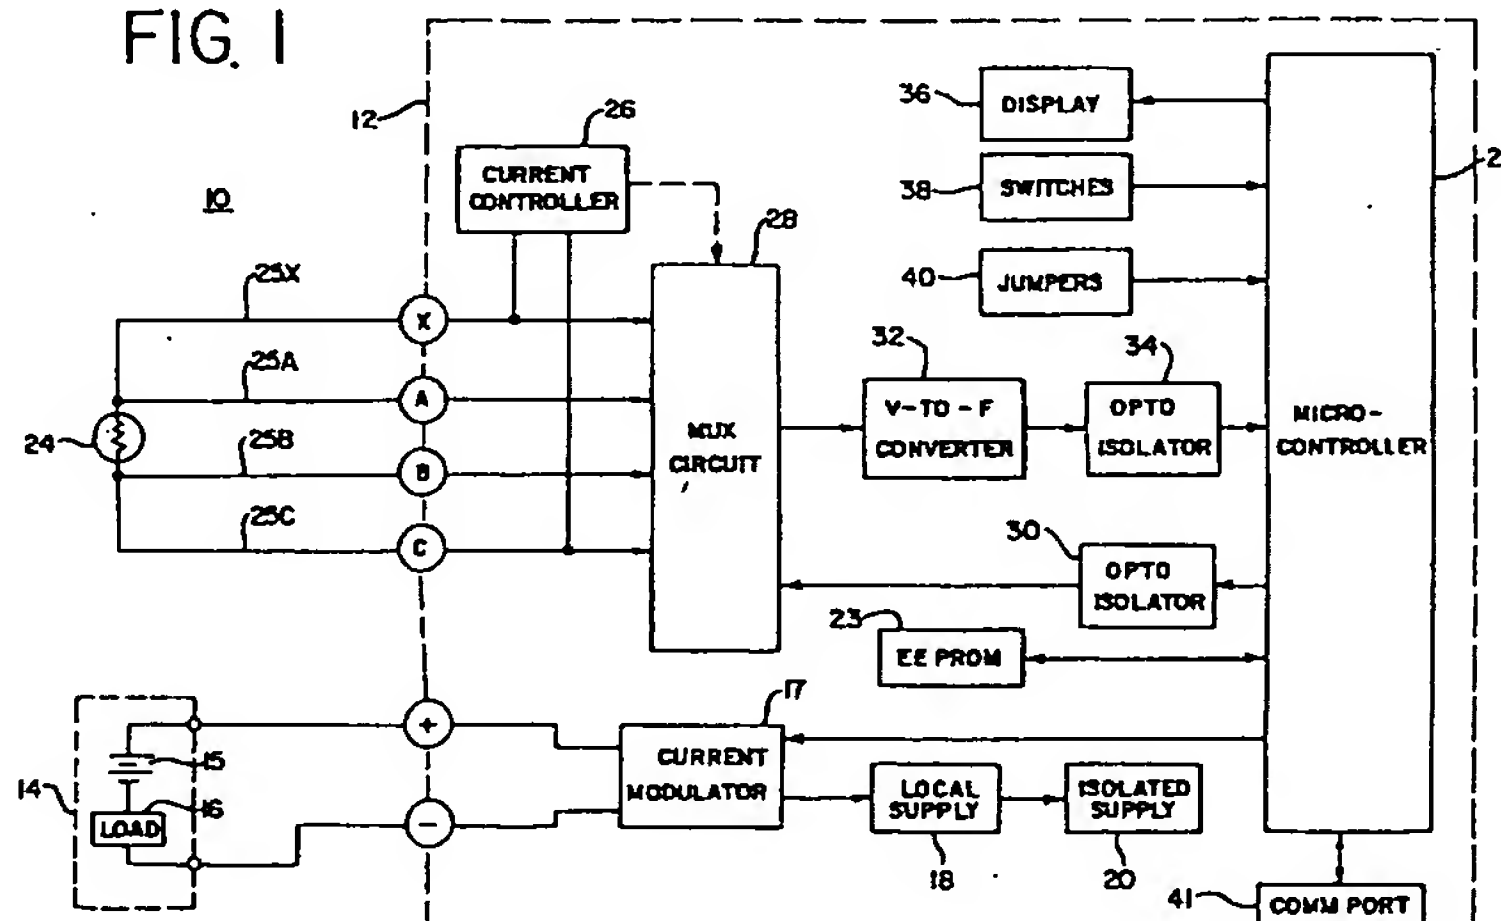 FIG. 1
12
26
36
DISPLAY
CURRENT
CONTROLLER
38
SWITCHES
2
10
28
40
JUMPERS
25X
X
32
34
25A
A
V-TO-F
CONVERTER
OPTO
ISOLATOR
MICRO-
CONTROLLER
24
MUX
CIRCUIT
25B
B
25C
C
30
OPTO
ISOLATOR
23
EE PROM
17
+
CURRENT
MODULATOR
14
15
16
LOAD
-
LOCAL
SUPPLY
ISOLATED
SUPPLY
18
20
41
COMM PORT